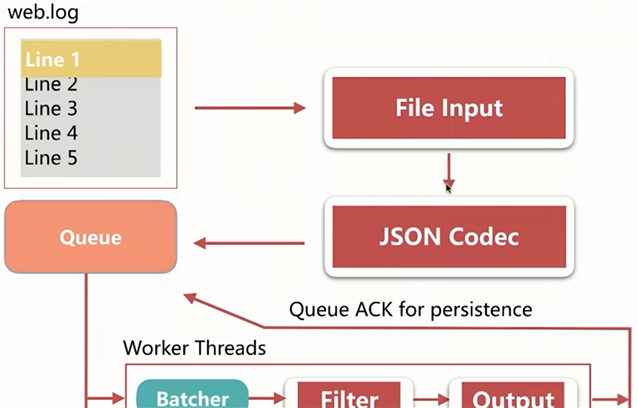 web.log
Line 1
Line 2
Line 3
Line 4
Line 5
File Input
JSON Codec
Queue
Queue ACK for persistence
Worker Threads
Batcher
Filter
Output